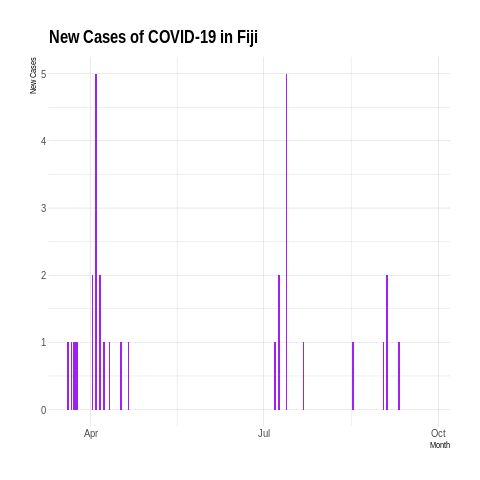 New Cases of COVID-19 in Fiji
New Cases
5
4
3
2
1
0
Apr
Jul
Oct
Month